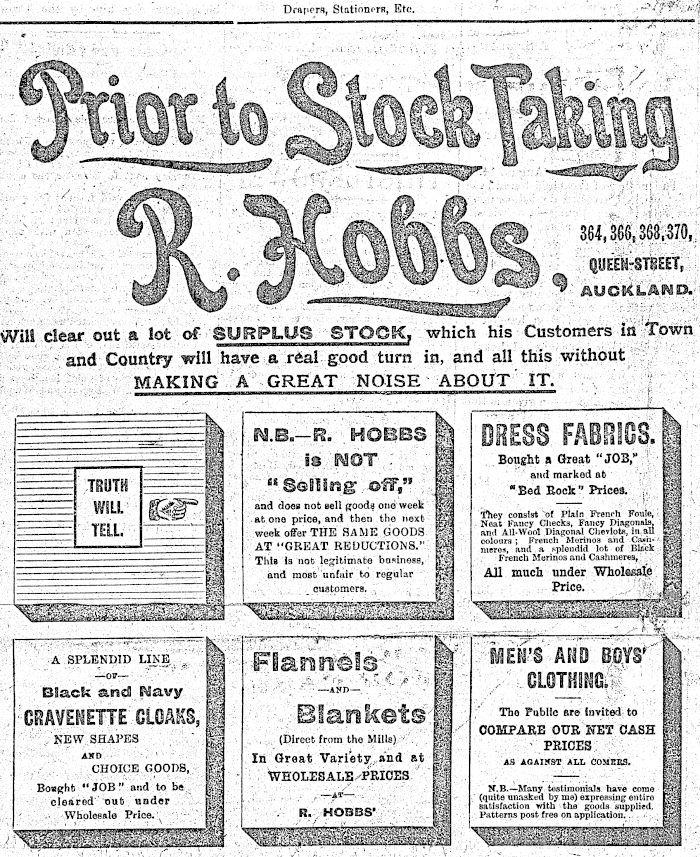 Drapers, Stationers, Etc.
Prior to Stock Taking
R. Hobbs,
364, 366, 368, 370,
QUEEN-STREET,
AUCKLAND.
Will clear out a lot of SURPLUS STOCK, which his Customers in Town
and Country will have a real good turn in, and all this without
MAKING A GREAT NOISE ABOUT IT.
TRUTH
WILL
TELL.
N.B.—R. HOBBS
is NOT
"Selling off,"
and does not sell goods one week
at one price, and then the next
week offer THE SAME GOODS
AT "GREAT REDUCTIONS."
This is not legitimate business,
and most unfair to regular
customers.
DRESS FABRICS.
Bought a Great "JOB,"
and marked at
"Bed Rock" Prices.
They consist of Plain French Foule,
Neat Fancy Checks, Fancy Diagonals,
and All-Wool Diagonal Cheviots, in all
colours; French Merinos and Cash-
meres, and a splendid lot of Black
French Merinos and Cashmeres,
All much under Wholesale
Price.
A SPLENDID LINE
—OF—
Black and Navy
CRAVENETTE CLOAKS,
NEW SHAPES
AND
CHOICE GOODS,
Bought "JOB" and to be
cleared out under
Wholesale Price.
Flannels
—AND—
Blankets
(Direct from the Mills)
In Great Variety and at
WHOLESALE PRICES
—AT—
R. HOBBS'
MEN'S AND BOYS'
CLOTHING.
The Public are invited to
COMPARE OUR NET CASH
PRICES
AS AGAINST ALL COMERS.
N.B.—Many testimonials have come
(quite unasked by me) expressing entire
satisfaction with the goods supplied.
Patterns post free on application.